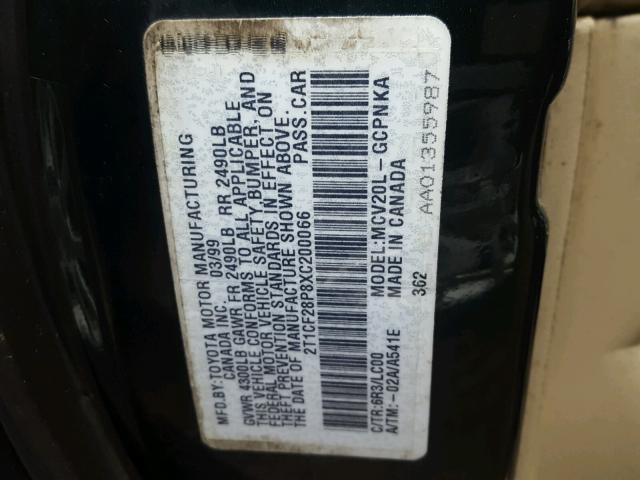 MFD.BY:TOYOTA MOTOR MANUFACTURING
CANADA INC. 03/99
GVWR 4300LB GAWR FR 2490LB RR 2490LB
THIS VEHICLE CONFORMS TO ALL APPLICABLE
FEDERAL MOTOR VEHICLE SAFETY, BUMPER, AND
THEFT PREVENTION STANDARDS IN EFFECT ON
THE DATE OF MANUFACTURE SHOWN ABOVE.
2T1CF28P8XC200066 PASS.CAR
C/TR:6R3/LC00 MODEL:MCV20L-GCPNKA
A/TM:-02A/A541E MADE IN CANADA
362 AA01355987